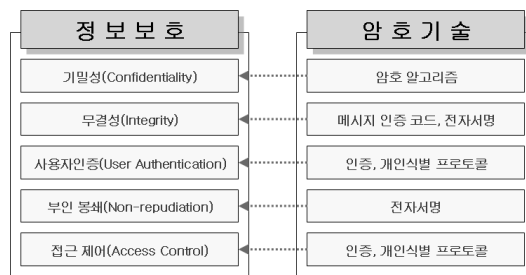 정 보 보 호
기밀성(Confidentiality)
무결성(Integrity)
사용자인증(User Authentication)
부인 봉쇄(Non-repudiation)
접근 제어(Access Control)
암 호 기 술
암호 알고리즘
메시지 인증 코드, 전자서명
인증, 개인식별 프로토콜
전자서명
인증, 개인식별 프로토콜